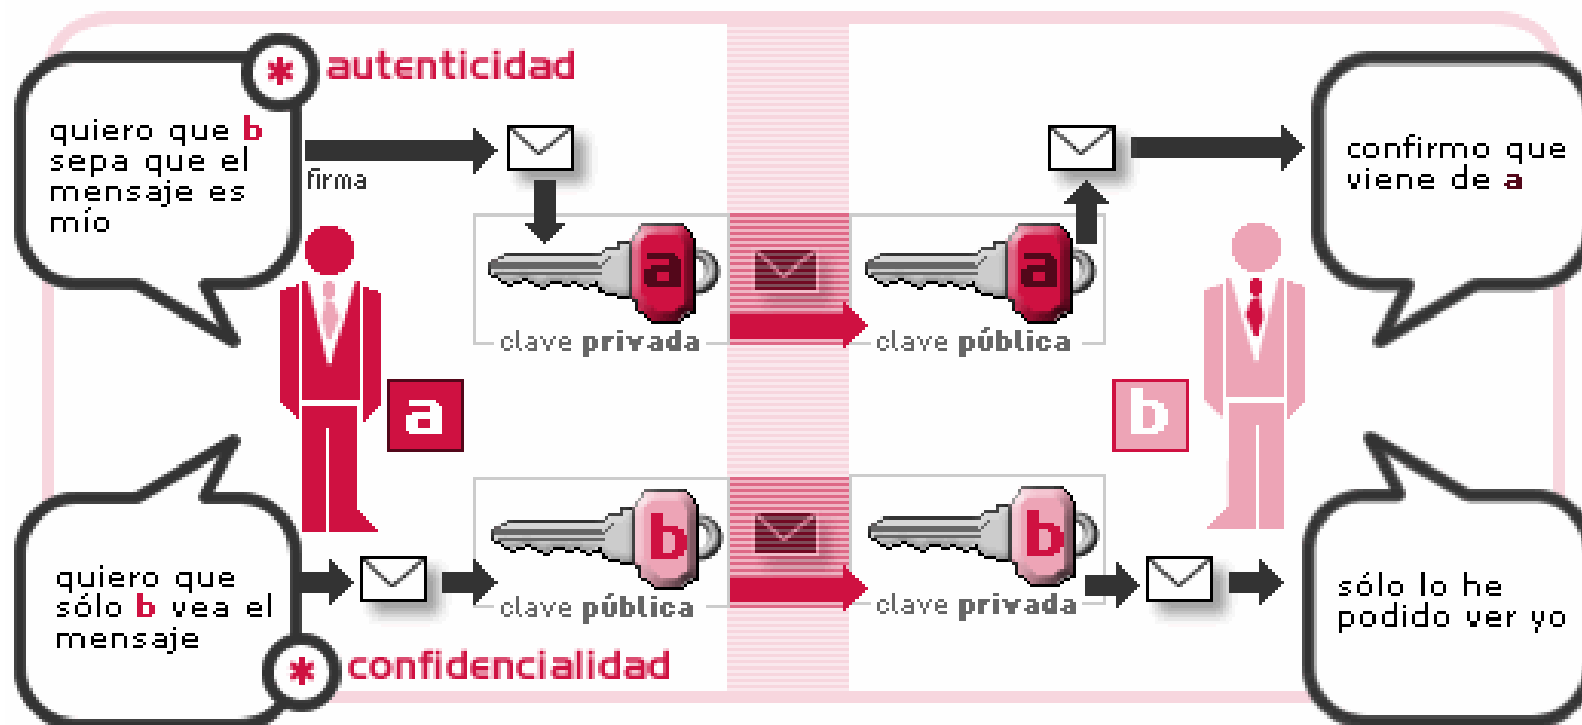 * autenticidad
quiero que b
sepa que el
mensaje es
mío
firma
a
clave privada
a
clave pública
confirmo que
viene de a
a
b
quiero que
sólo b vea el
mensaje
* confidencialidad
b
clave pública
b
clave privada
sólo lo he
podido ver yo